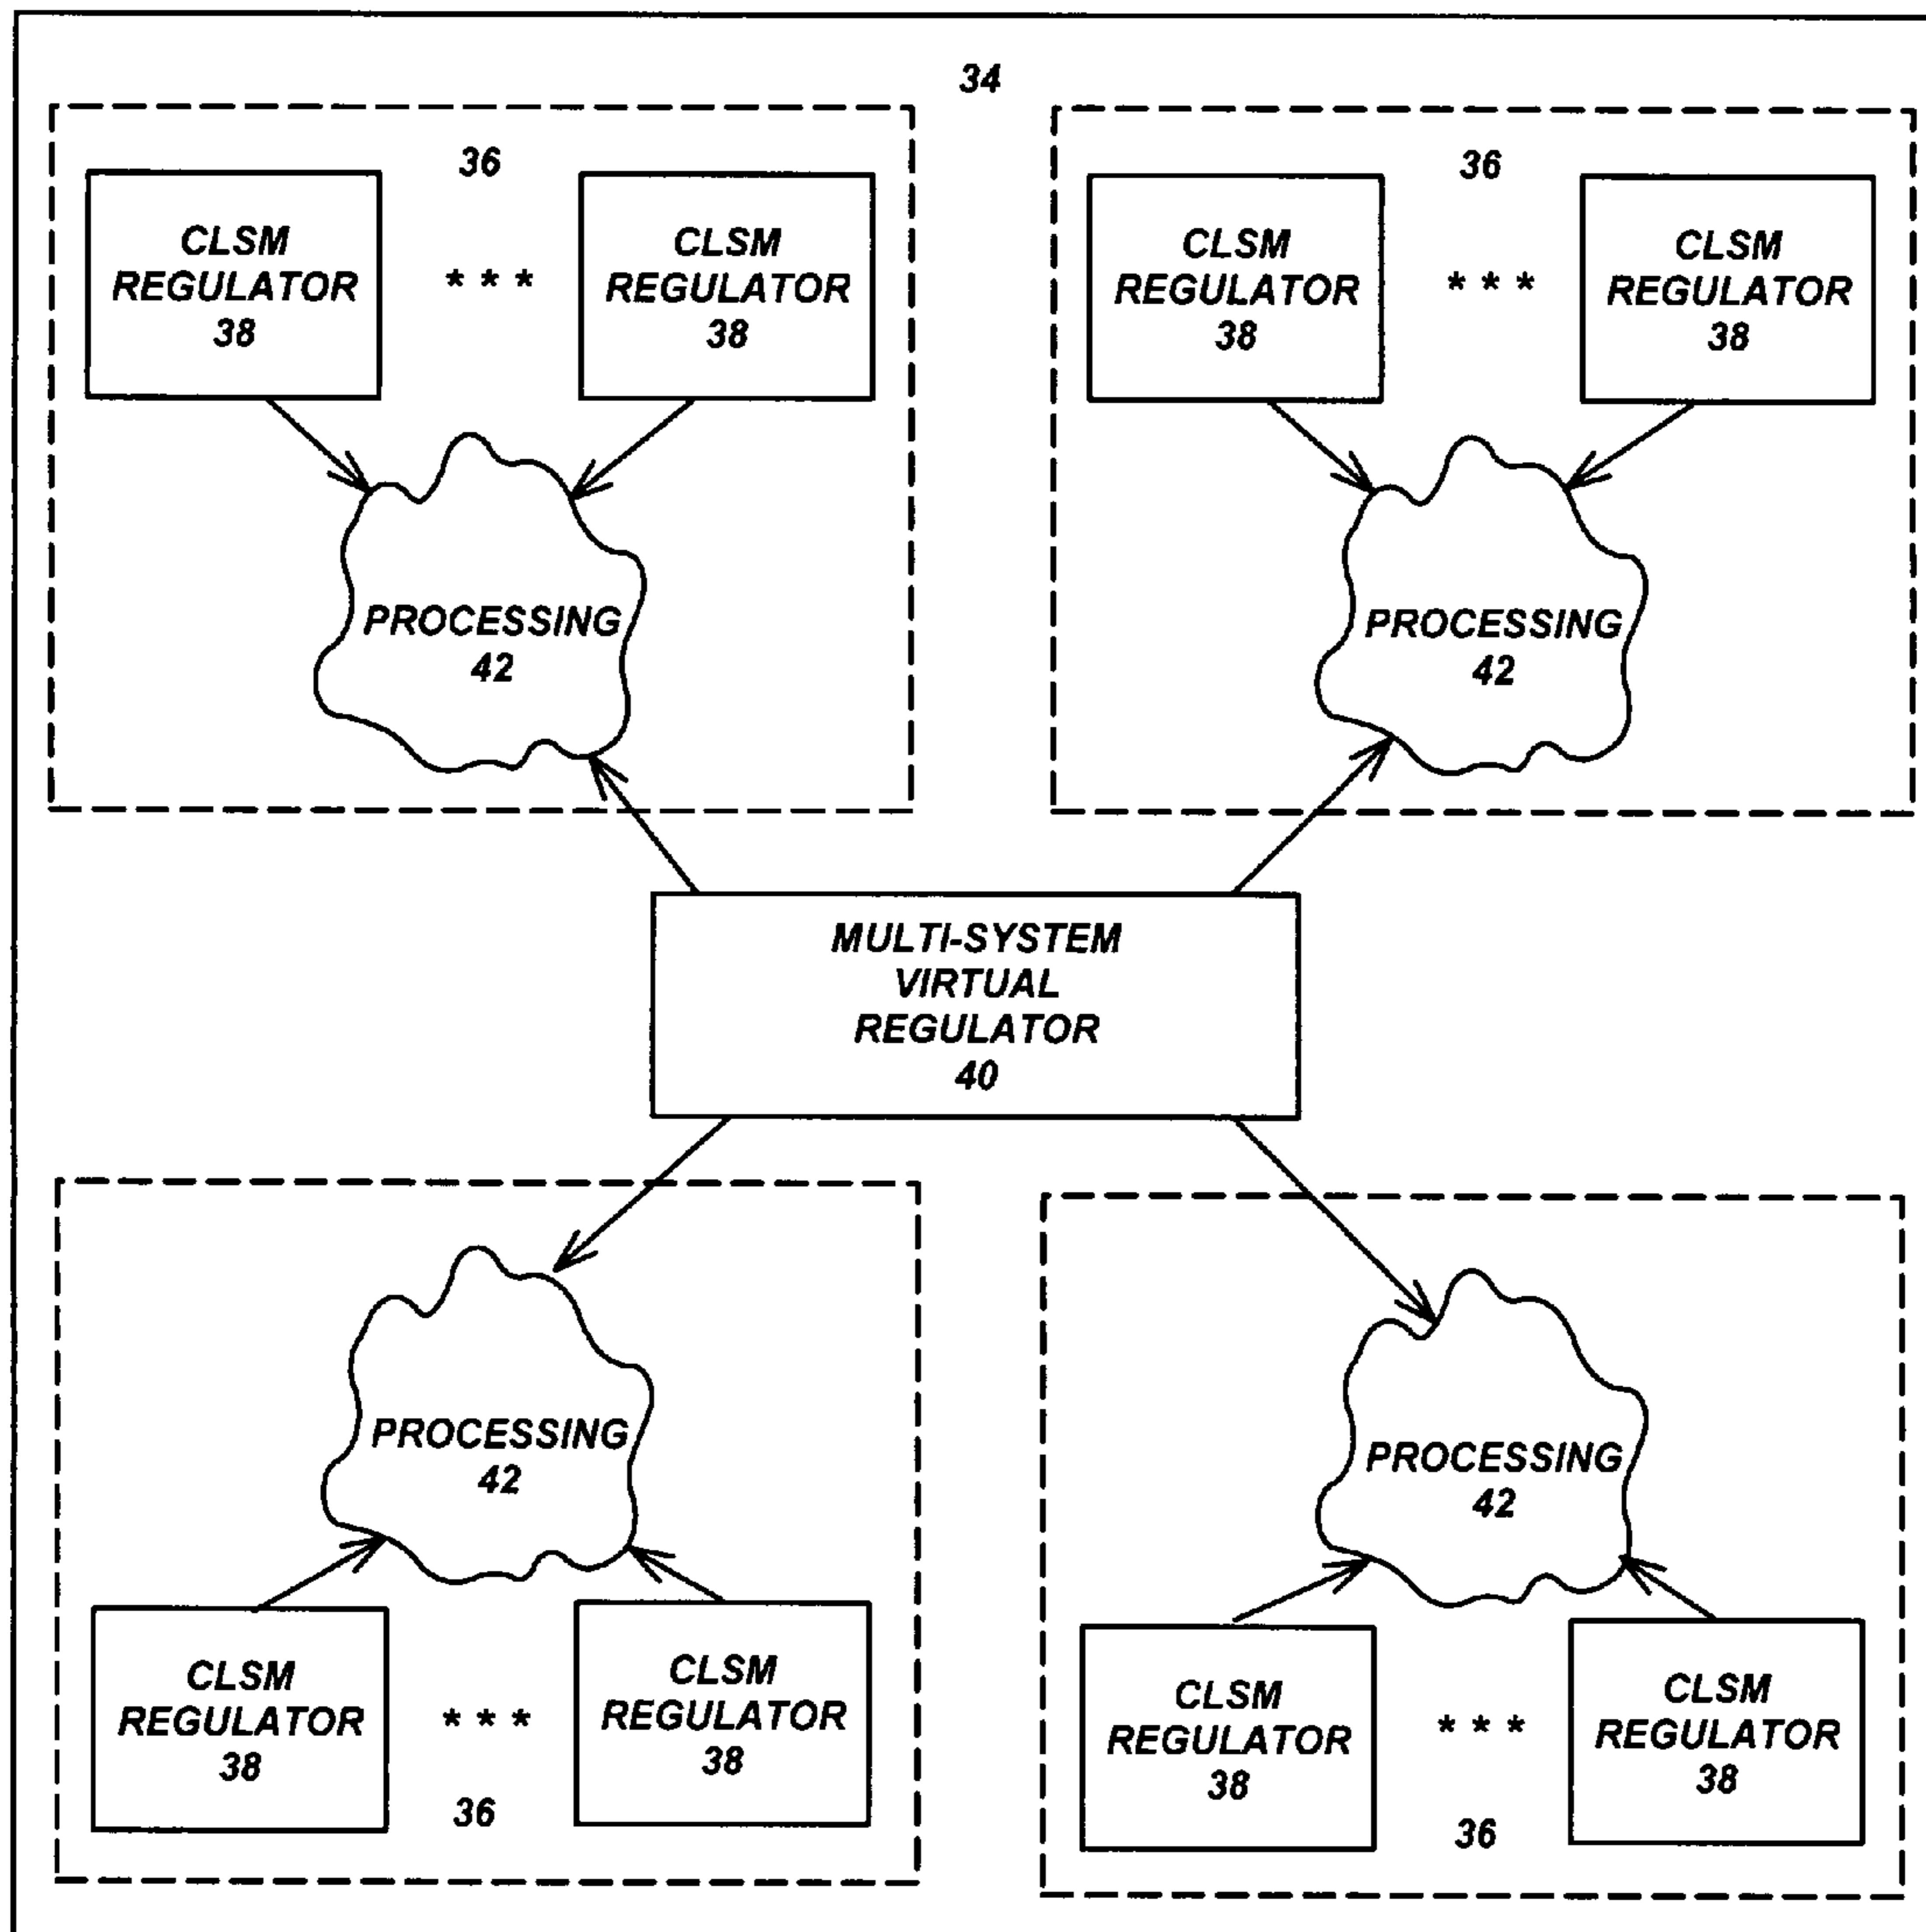 34
36
CLSM
REGULATOR
38
* * *
CLSM
REGULATOR
38
PROCESSING
42
36
CLSM
REGULATOR
38
* * *
CLSM
REGULATOR
38
PROCESSING
42
MULTI-SYSTEM
VIRTUAL
REGULATOR
40
PROCESSING
42
CLSM
REGULATOR
38
* * *
CLSM
REGULATOR
38
36
PROCESSING
42
CLSM
REGULATOR
38
* * *
CLSM
REGULATOR
38
36